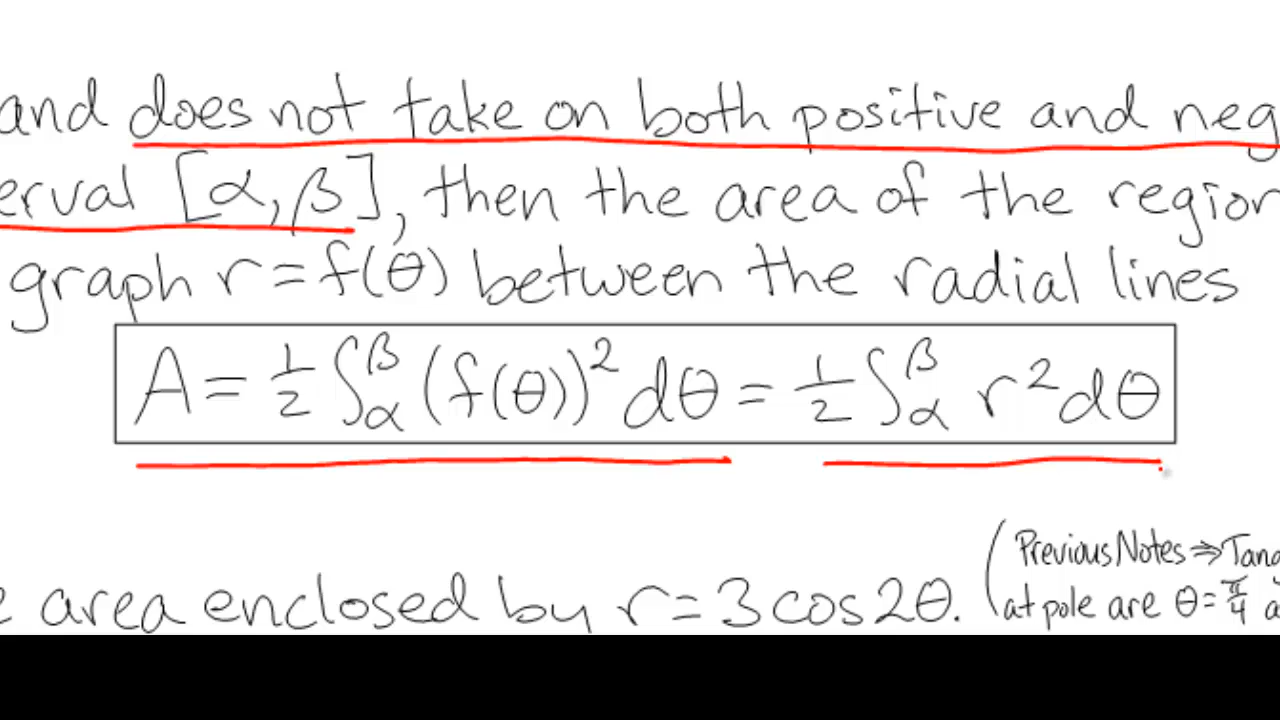 and does not take on both positive and neg
erval [α,β], then the area of the region
graph r=f(θ) between the radial lines
A = 1/2 ∫_α^β (f(θ))² dθ = 1/2 ∫_α^β r² dθ
(Previous Notes ⇒ Tang
at pole are θ = π/4 a
e area enclosed by r = 3 cos 2θ.